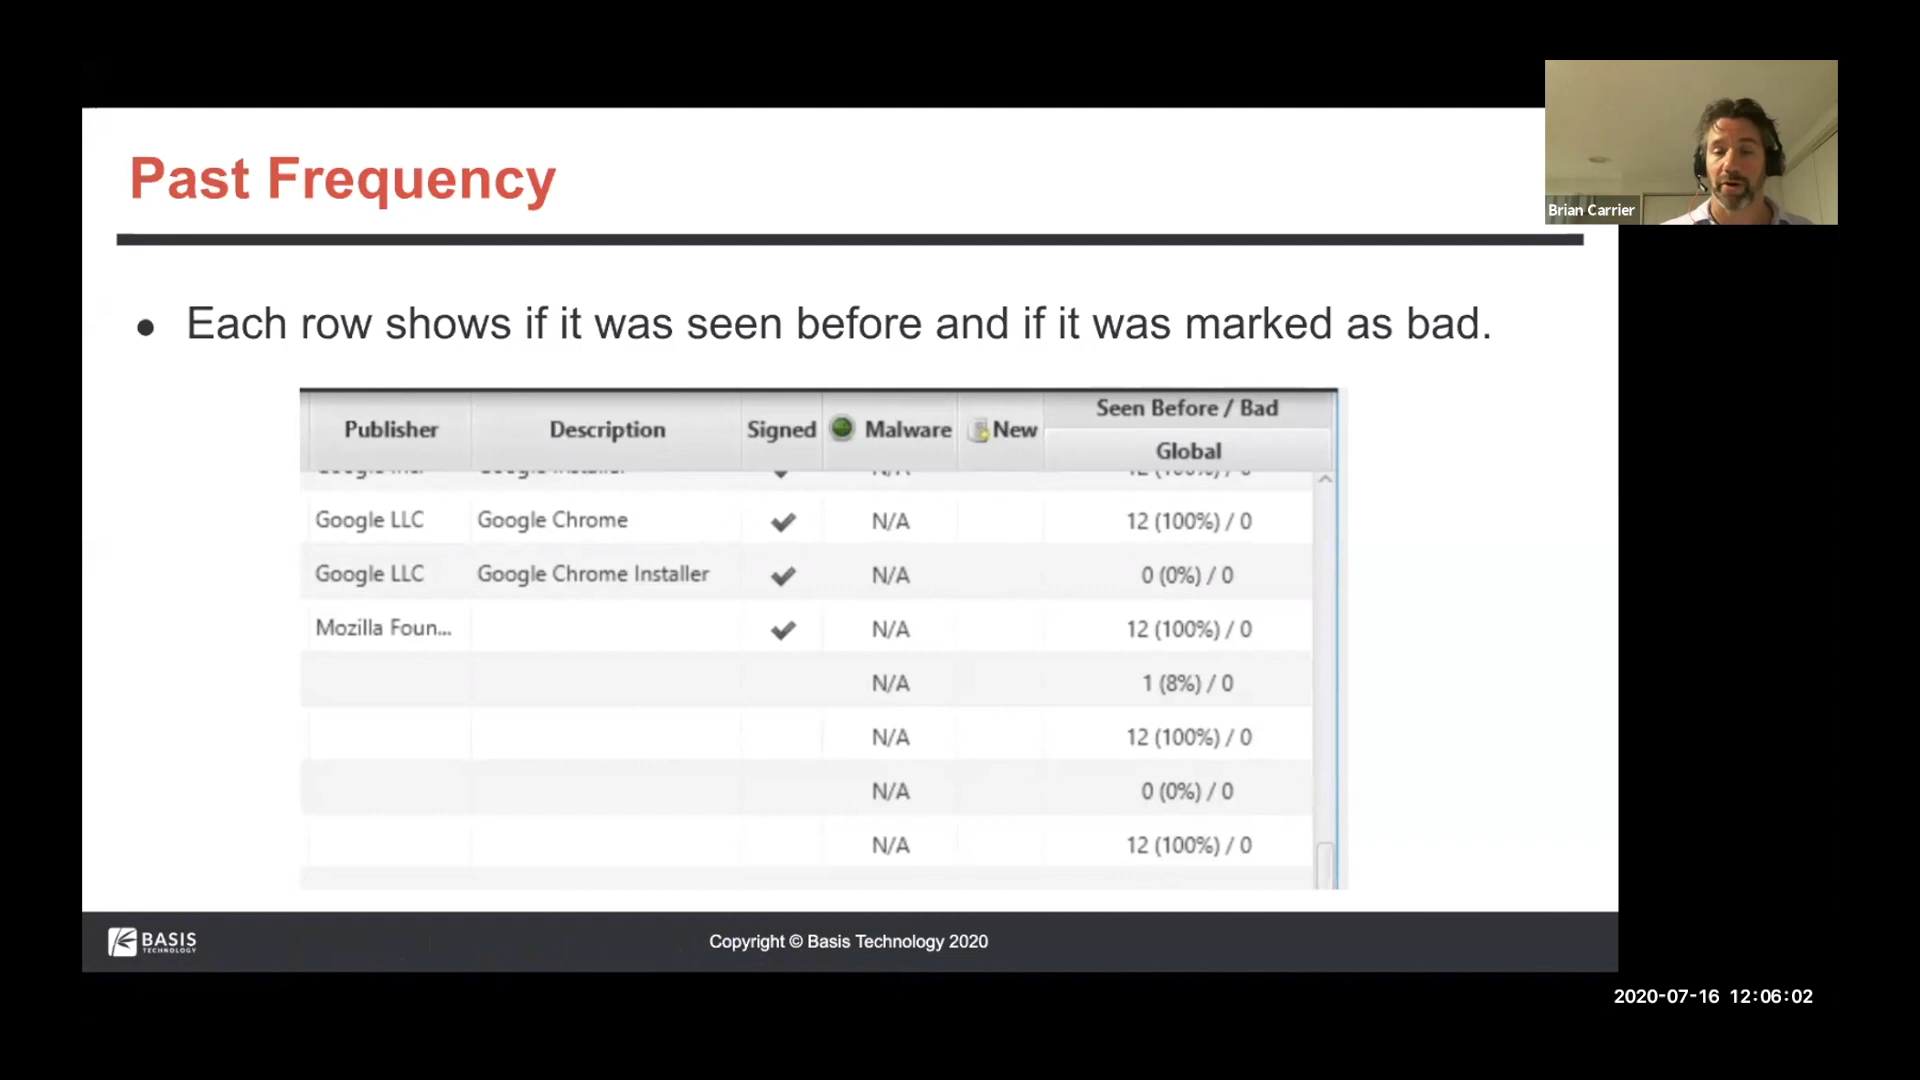 Past Frequency
Brian Carrier
● Each row shows if it was seen before and if it was marked as bad.
Publisher Description Signed Malware New Seen Before / Bad
Global
Google LLC Google Chrome ✔ N/A 12 (100%) / 0
Google LLC Google Chrome Installer ✔ N/A 0 (0%) / 0
Mozilla Foun... ✔ N/A 12 (100%) / 0
N/A 1 (8%) / 0
N/A 12 (100%) / 0
N/A 0 (0%) / 0
N/A 12 (100%) / 0
BASIS
TECHNOLOGY
Copyright © Basis Technology 2020
2020-07-16 12:06:02